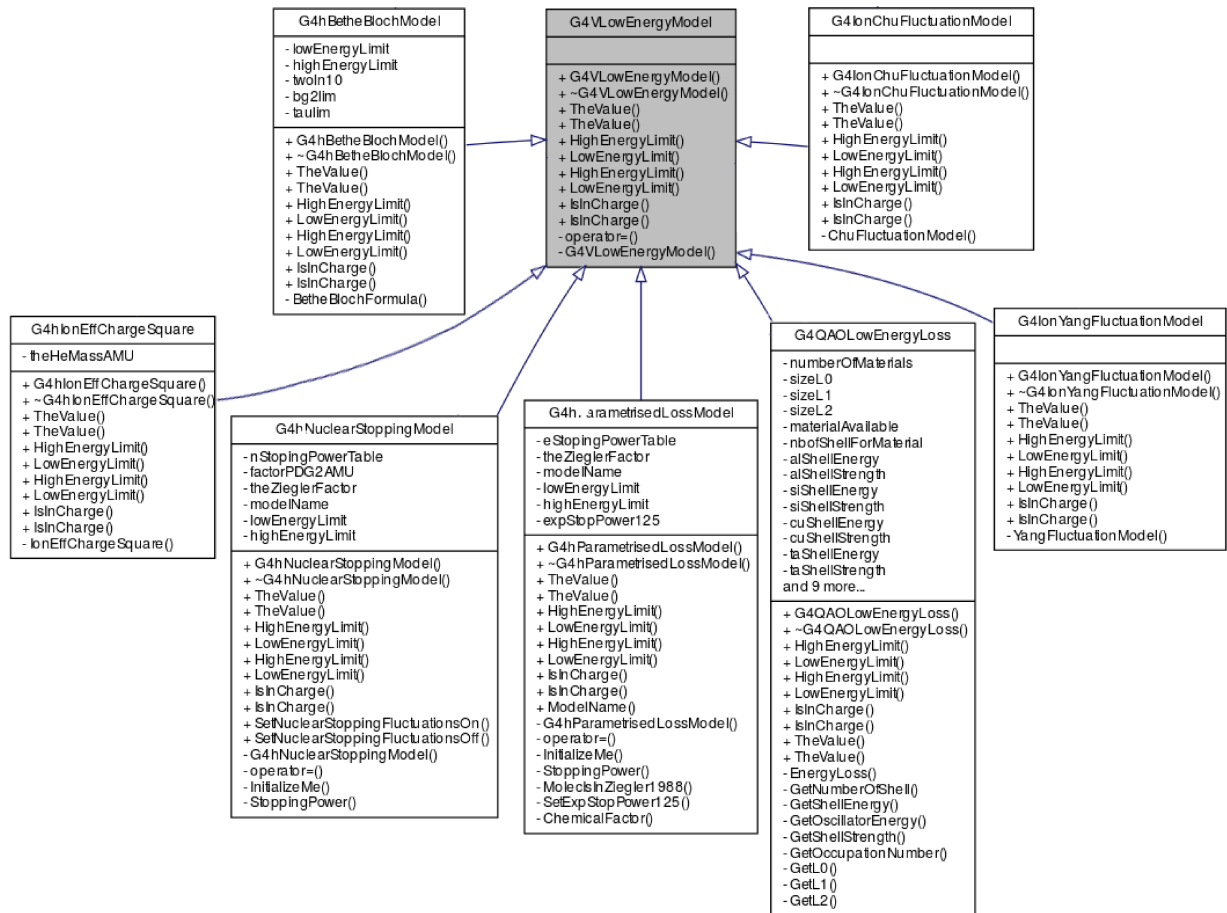 G4hBetheBlochModel
- lowEnergyLimit
- highEnergyLimit
- twoln10
- bg2lim
- taulim
+ G4hBetheBlochModel()
+ ~G4hBetheBlochModel()
+ TheValue()
+ TheValue()
+ HighEnergyLimit()
+ LowEnergyLimit()
+ HighEnergyLimit()
+ LowEnergyLimit()
+ IsInCharge()
+ IsInCharge()
- BetheBlochFormula()
G4VLowEnergyModel
+ G4VLowEnergyModel()
+ ~G4VLowEnergyModel()
+ TheValue()
+ TheValue()
+ HighEnergyLimit()
+ LowEnergyLimit()
+ HighEnergyLimit()
+ LowEnergyLimit()
+ IsInCharge()
+ IsInCharge()
- operator=()
- G4VLowEnergyModel()
G4IonChuFluctuationModel
+ G4IonChuFluctuationModel()
+ ~G4IonChuFluctuationModel()
+ TheValue()
+ TheValue()
+ HighEnergyLimit()
+ LowEnergyLimit()
+ HighEnergyLimit()
+ LowEnergyLimit()
+ IsInCharge()
+ IsInCharge()
- ChuFluctuationModel()
G4hIonEffChargeSquare
- theHeMassAMU
+ G4hIonEffChargeSquare()
+ ~G4hIonEffChargeSquare()
+ TheValue()
+ TheValue()
+ HighEnergyLimit()
+ LowEnergyLimit()
+ HighEnergyLimit()
+ LowEnergyLimit()
+ IsInCharge()
+ IsInCharge()
- IonEffChargeSquare()
G4hNuclearStoppingModel
- nStopingPowerTable
- factorPDG2AMU
- theZieglerFactor
- modelName
- lowEnergyLimit
- highEnergyLimit
+ G4hNuclearStoppingModel()
+ ~G4hNuclearStoppingModel()
+ TheValue()
+ TheValue()
+ HighEnergyLimit()
+ LowEnergyLimit()
+ HighEnergyLimit()
+ LowEnergyLimit()
+ IsInCharge()
+ IsInCharge()
+ SetNuclearStoppingFluctuationsOn()
+ SetNuclearStoppingFluctuationsOff()
- G4hNuclearStoppingModel()
- operator=()
- InitializeMe()
- StoppingPower()
G4h..arametrisedLossModel
- eStopingPowerTable
- theZieglerFactor
- modelName
- lowEnergyLimit
- highEnergyLimit
- expStopPower125
+ G4hParametrisedLossModel()
+ ~G4hParametrisedLossModel()
+ TheValue()
+ TheValue()
+ HighEnergyLimit()
+ LowEnergyLimit()
+ HighEnergyLimit()
+ LowEnergyLimit()
+ IsInCharge()
+ IsInCharge()
+ ModelName()
- G4hParametrisedLossModel()
- operator=()
- InitializeMe()
- StoppingPower()
- MolecIsInZiegler1988()
- SetExpStopPower125()
- ChemicalFactor()
G4QAOLowEnergyLoss
- numberOfMaterials
- sizeL0
- sizeL1
- sizeL2
- materialAvailable
- nbofShellForMaterial
- alShellEnergy
- alShellStrength
- siShellEnergy
- siShellStrength
- cuShellEnergy
- cuShellStrength
- taShellEnergy
- taShellStrength
and 9 more...
+ G4QAOLowEnergyLoss()
+ ~G4QAOLowEnergyLoss()
+ HighEnergyLimit()
+ LowEnergyLimit()
+ HighEnergyLimit()
+ LowEnergyLimit()
+ IsInCharge()
+ IsInCharge()
+ TheValue()
+ TheValue()
- EnergyLoss()
- GetNumberOfShell()
- GetShellEnergy()
- GetOscillatorEnergy()
- GetShellStrength()
- GetOccupationNumber()
- GetL0()
- GetL1()
- GetL2()
G4IonYangFluctuationModel
+ G4IonYangFluctuationModel()
+ ~G4IonYangFluctuationModel()
+ TheValue()
+ TheValue()
+ HighEnergyLimit()
+ LowEnergyLimit()
+ HighEnergyLimit()
+ LowEnergyLimit()
+ IsInCharge()
+ IsInCharge()
- YangFluctuationModel()